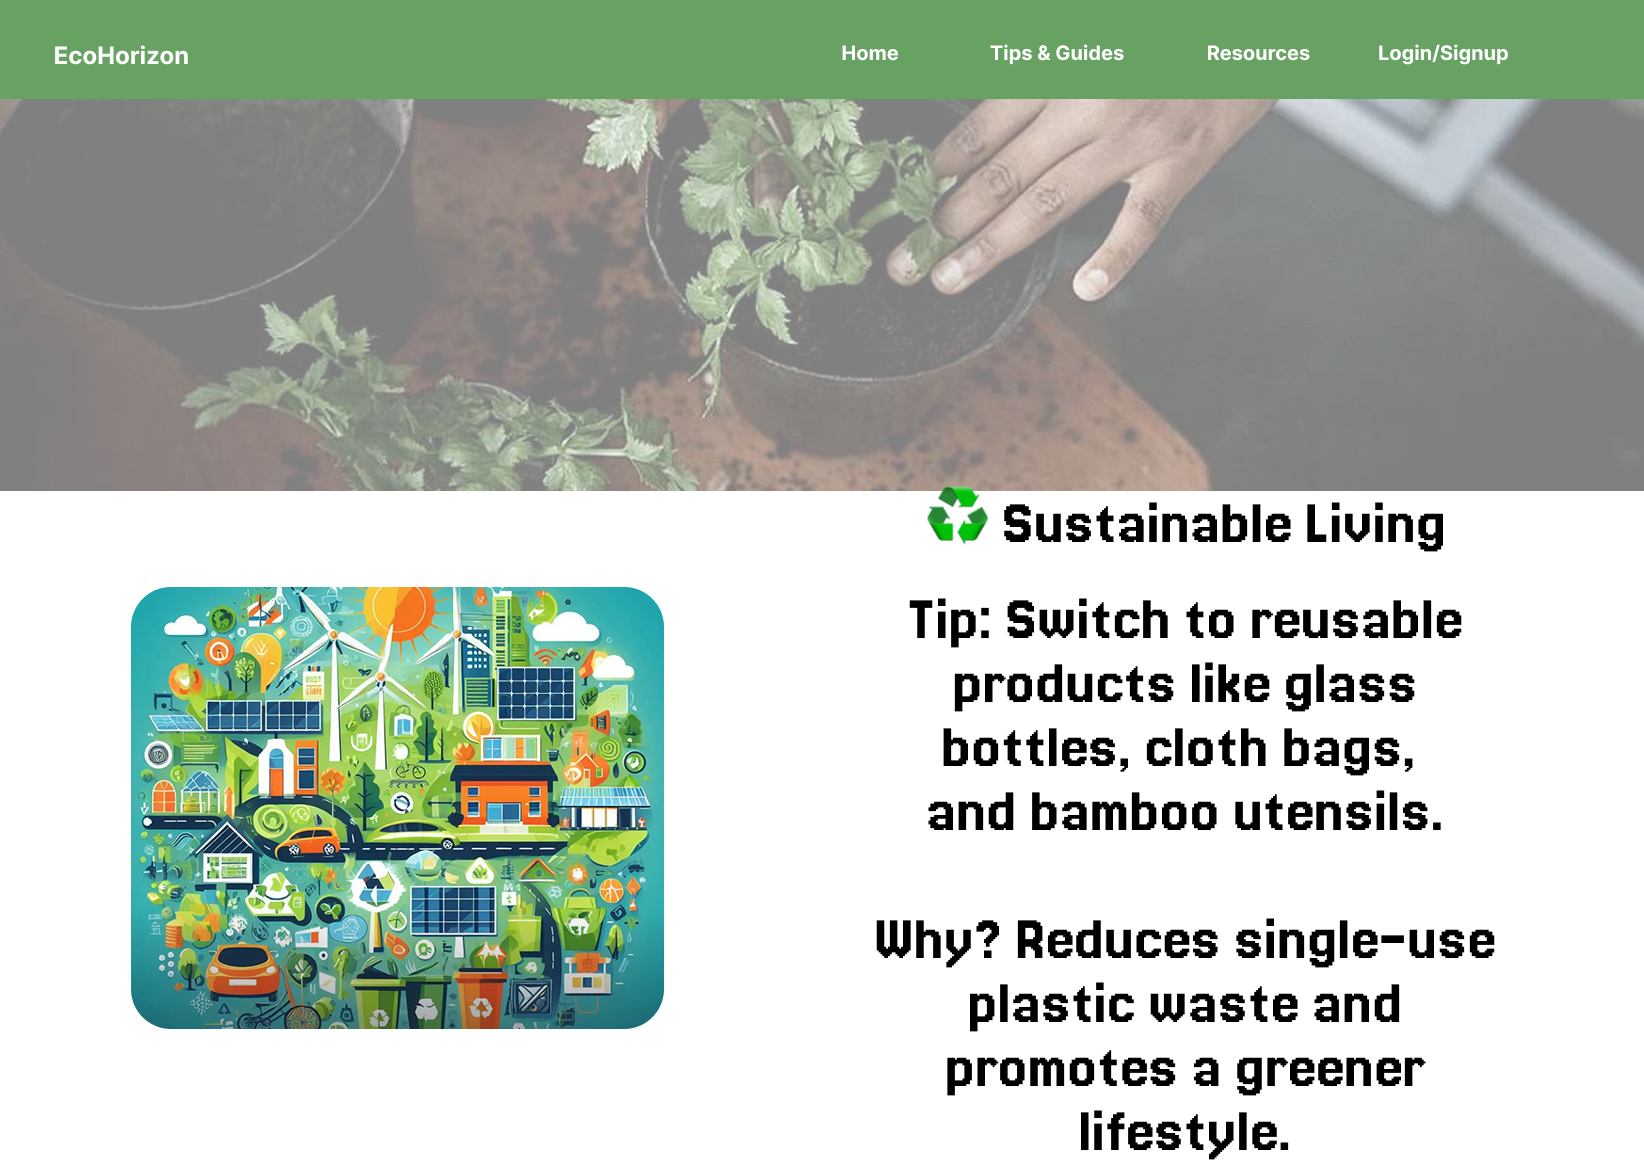 EcoHorizon
Home
Tips & Guides
Resources
Login/Signup
♻️ Sustainable Living
Tip: Switch to reusable
products like glass
bottles, cloth bags,
and bamboo utensils.
Why? Reduces single-use
plastic waste and
promotes a greener
lifestyle.